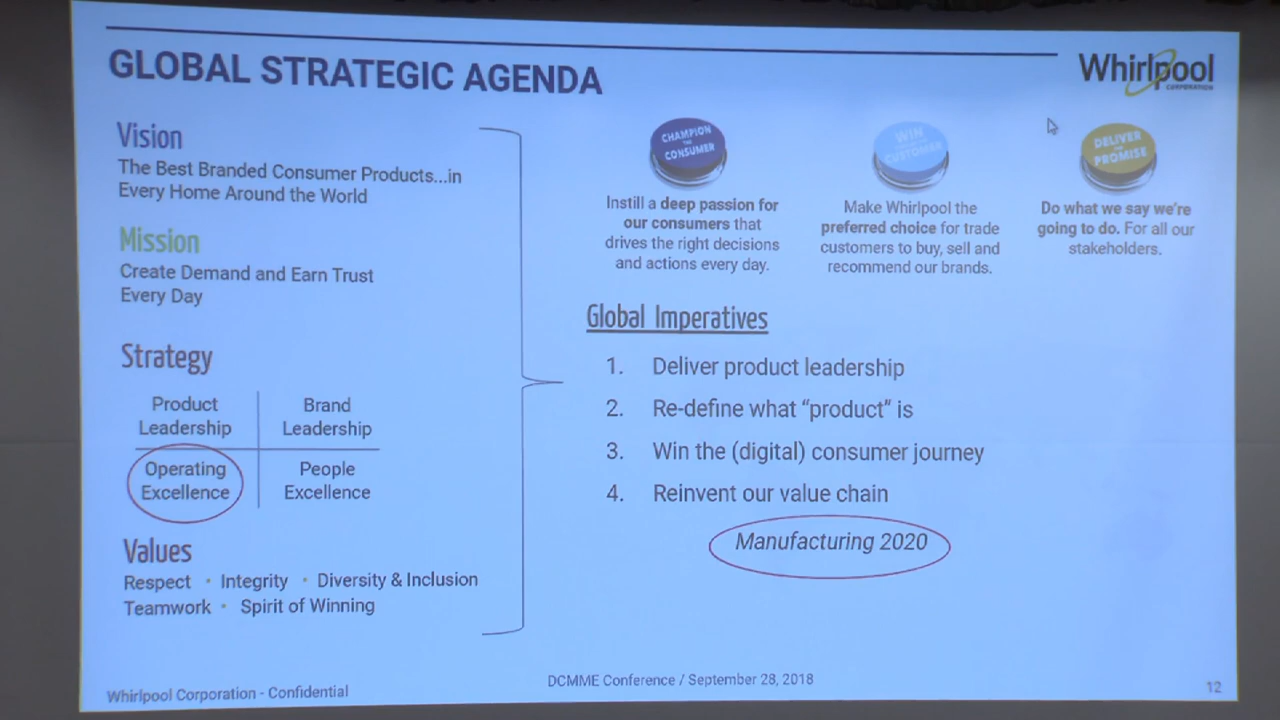 GLOBAL STRATEGIC AGENDA
Whirlpool
CORPORATION
Vision
The Best Branded Consumer Products...in
Every Home Around the World
Mission
Create Demand and Earn Trust
Every Day
Strategy
Product
Leadership
Brand
Leadership
Operating
Excellence
People
Excellence
Values
Respect • Integrity • Diversity & Inclusion
Teamwork • Spirit of Winning
CHAMPION
THE
CONSUMER
Instill a deep passion for
our consumers that
drives the right decisions
and actions every day.
WIN
CUSTOMER
Make Whirlpool the
preferred choice for trade
customers to buy, sell and
recommend our brands.
DELIVER
PROMISE
Do what we say we're
going to do. For all our
stakeholders.
Global Imperatives
1. Deliver product leadership
2. Re-define what “product” is
3. Win the (digital) consumer journey
4. Reinvent our value chain
Manufacturing 2020
Whirlpool Corporation - Confidential
DCMME Conference / September 28, 2018
12